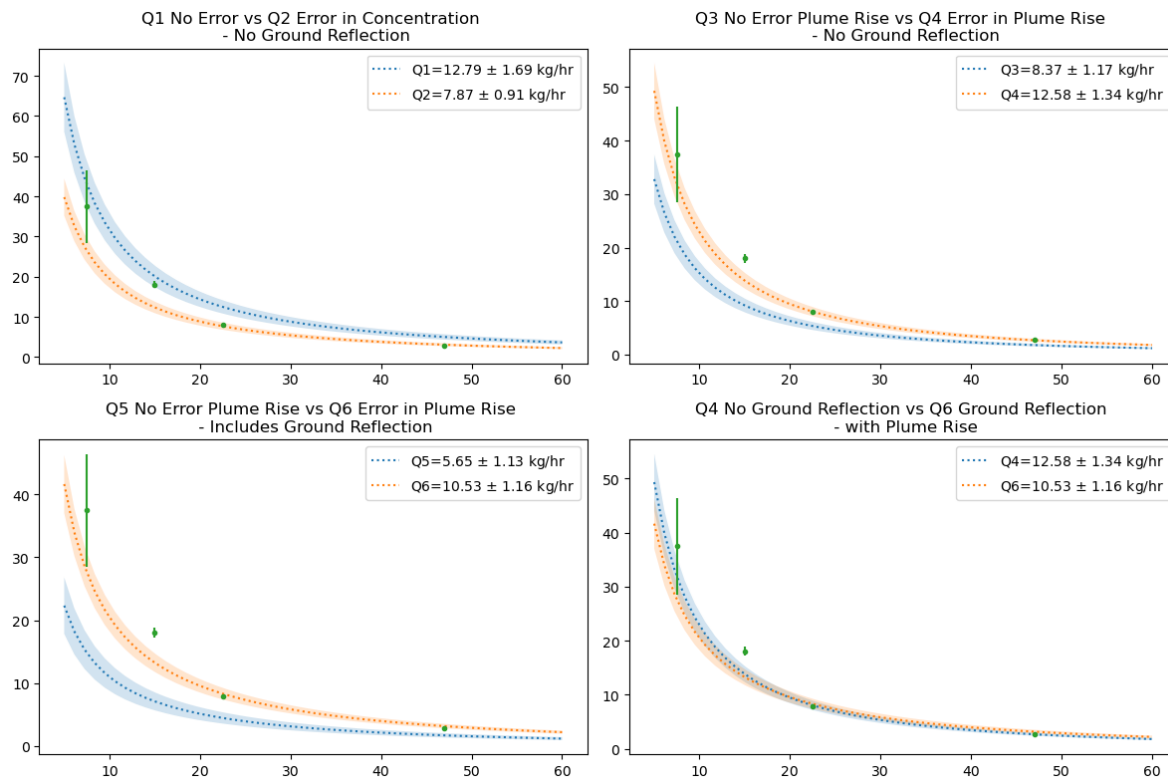 Q1 No Error vs Q2 Error in Concentration
- No Ground Reflection
Q1=12.79 ± 1.69 kg/hr
Q2=7.87 ± 0.91 kg/hr
70
60
50
40
30
20
10
0
10 20 30 40 50 60
Q3 No Error Plume Rise vs Q4 Error in Plume Rise
- No Ground Reflection
Q3=8.37 ± 1.17 kg/hr
Q4=12.58 ± 1.34 kg/hr
50
40
30
20
10
0
10 20 30 40 50 60
Q5 No Error Plume Rise vs Q6 Error in Plume Rise
- Includes Ground Reflection
Q5=5.65 ± 1.13 kg/hr
Q6=10.53 ± 1.16 kg/hr
40
30
20
10
0
10 20 30 40 50 60
Q4 No Ground Reflection vs Q6 Ground Reflection
- with Plume Rise
Q4=12.58 ± 1.34 kg/hr
Q6=10.53 ± 1.16 kg/hr
50
40
30
20
10
0
10 20 30 40 50 60